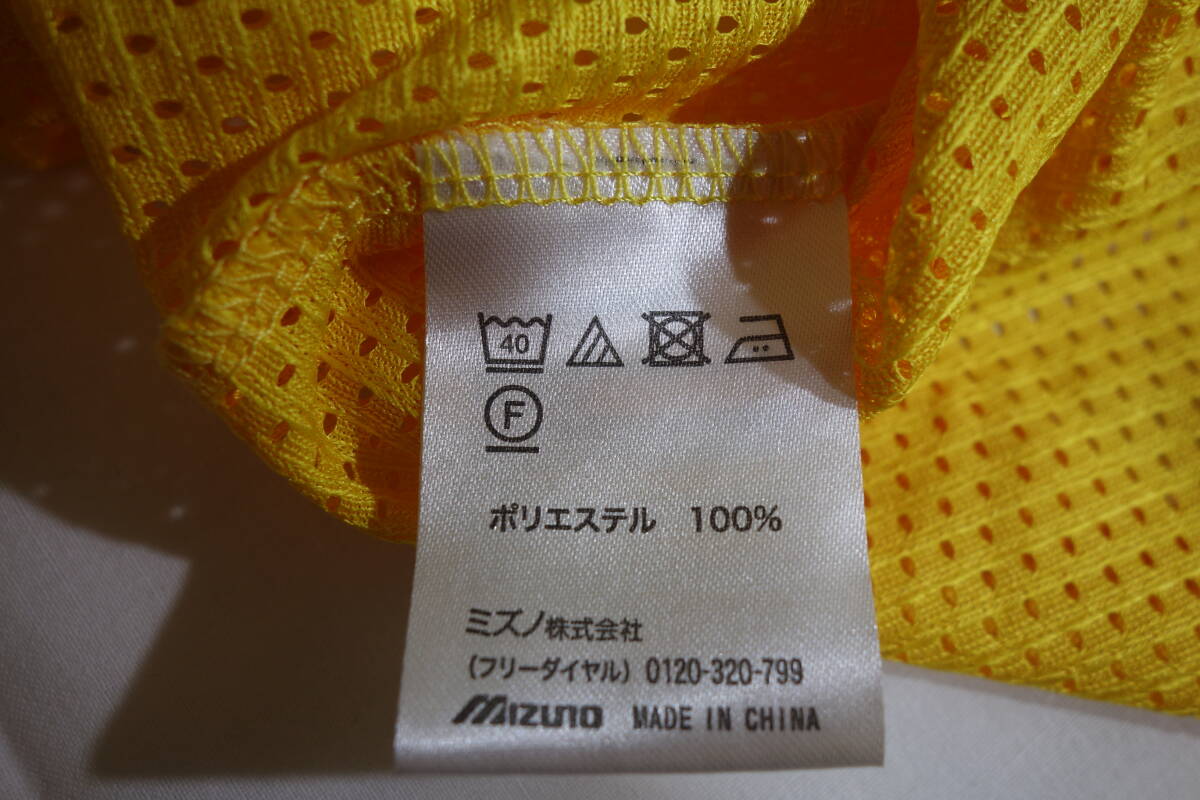 40
F
ポリエステル 100%
ミズノ株式会社
(フリーダイヤル) 0120-320-799
MIZUNO MADE IN CHINA